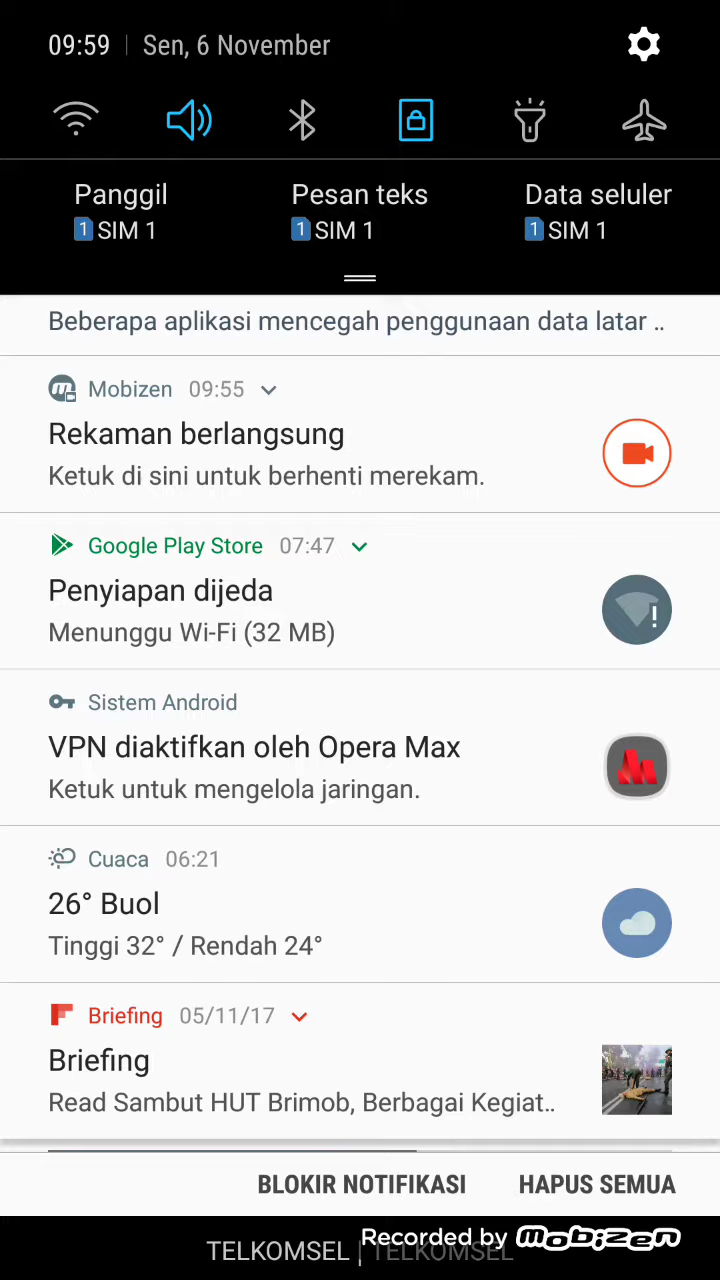 09:59 | Sen, 6 November
Panggil
1 SIM 1
Pesan teks
1 SIM 1
Data seluler
1 SIM 1
Beberapa aplikasi mencegah penggunaan data latar ..
Mobizen 09:55
Rekaman berlangsung
Ketuk di sini untuk berhenti merekam.
Google Play Store 07:47
Penyiapan dijeda
Menunggu Wi-Fi (32 MB)
Sistem Android
VPN diaktifkan oleh Opera Max
Ketuk untuk mengelola jaringan.
Cuaca 06:21
26° Buol
Tinggi 32° / Rendah 24°
Briefing 05/11/17
Briefing
Read Sambut HUT Brimob, Berbagai Kegiat..
BLOKIR NOTIFIKASI HAPUS SEMUA
Recorded by mobizen
TELKOMSEL | TELKOMSEL